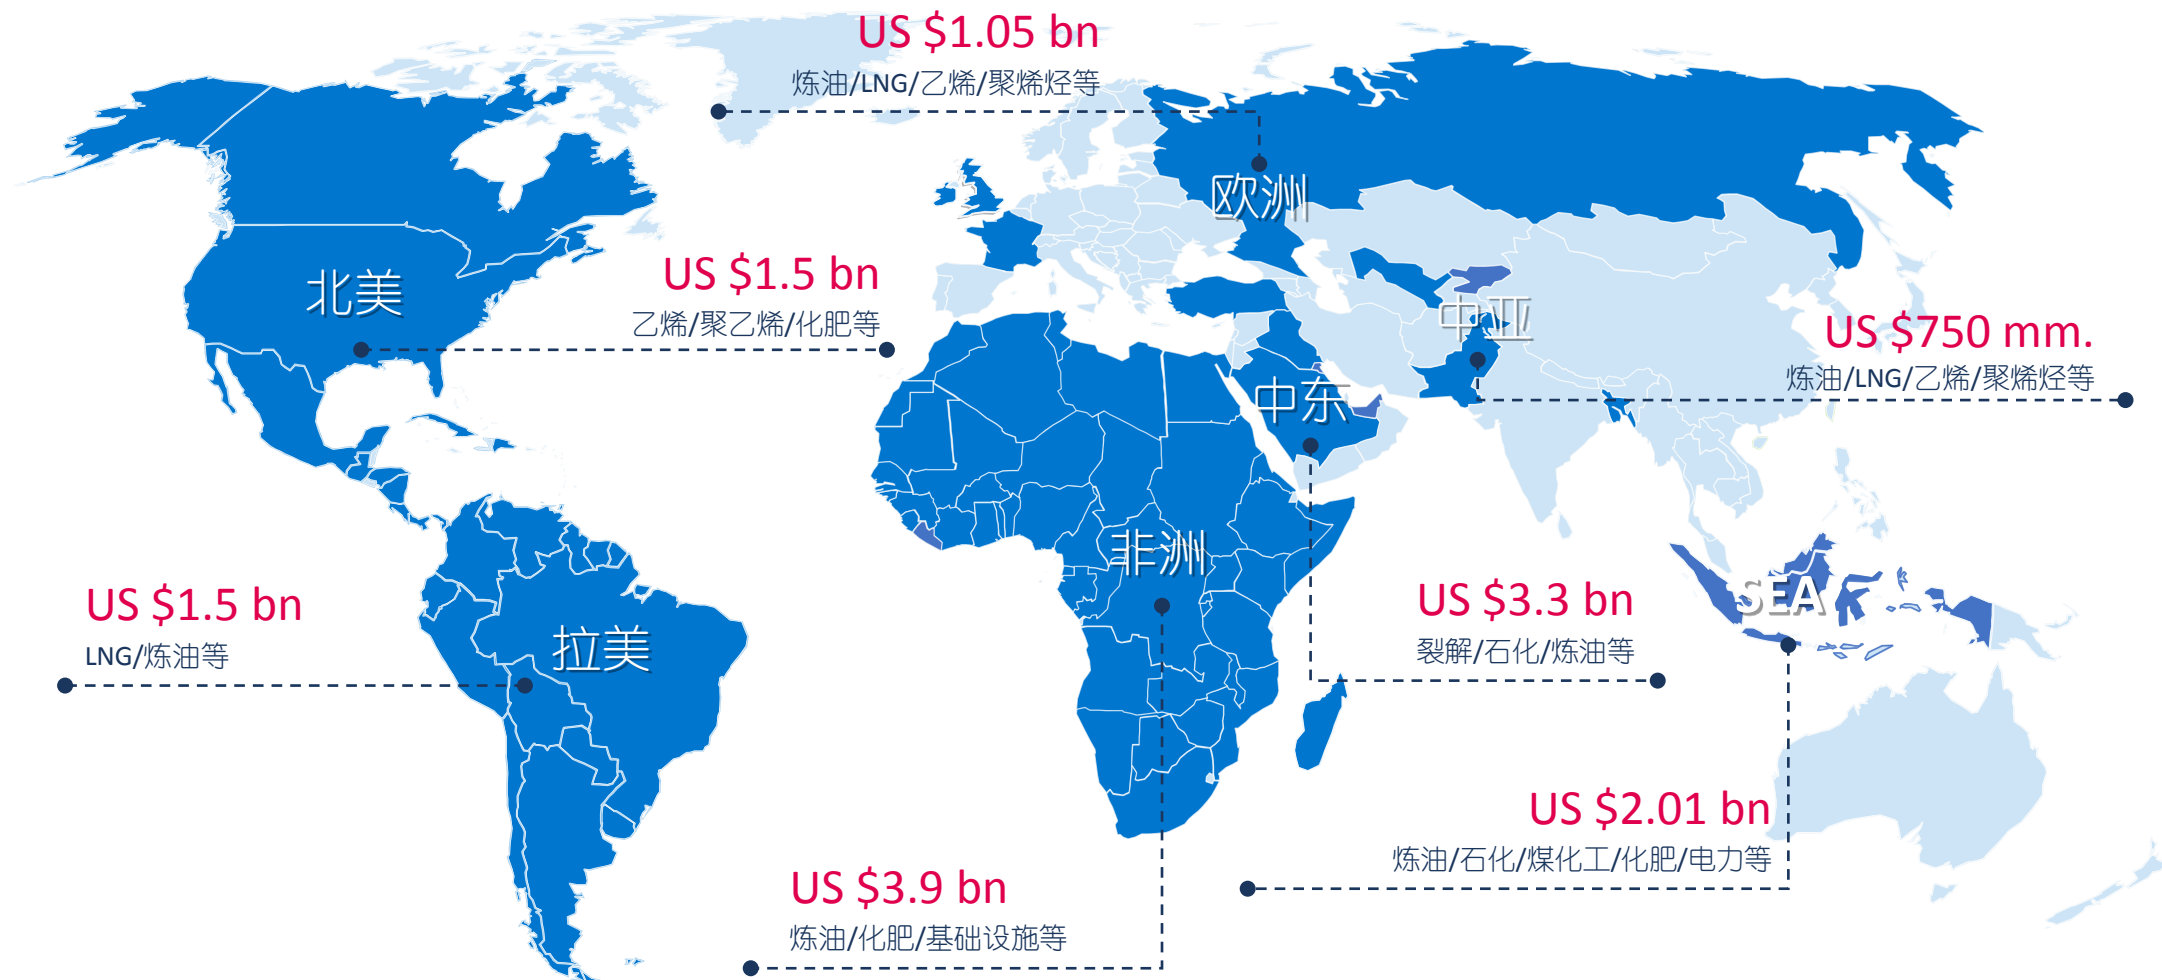 US $1.05 bn
炼油/LNG/乙烯/聚烯烃等
欧洲
北美
US $1.5 bn
乙烯/聚乙烯/化肥等
中亚
US $750 mm.
炼油/LNG/乙烯/聚烯烃等
中东
非洲
US $3.3 bn
裂解/石化/炼油等
SEA
US $1.5 bn
LNG/炼油等
拉美
US $2.01 bn
炼油/石化/煤化工/化肥/电力等
US $3.9 bn
炼油/化肥/基础设施等